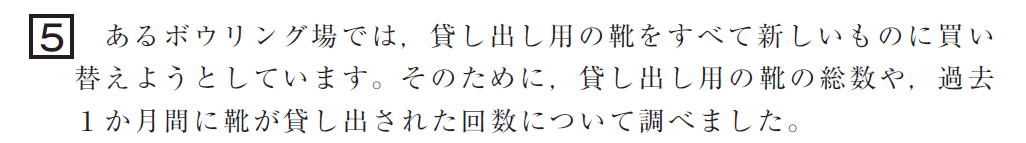 5 あるボウリング場では，貸し出し用の靴をすべて新しいものに買い
替えようとしています。そのために，貸し出し用の靴の総数や，過去
１か月間に靴が貸し出された回数について調べました。